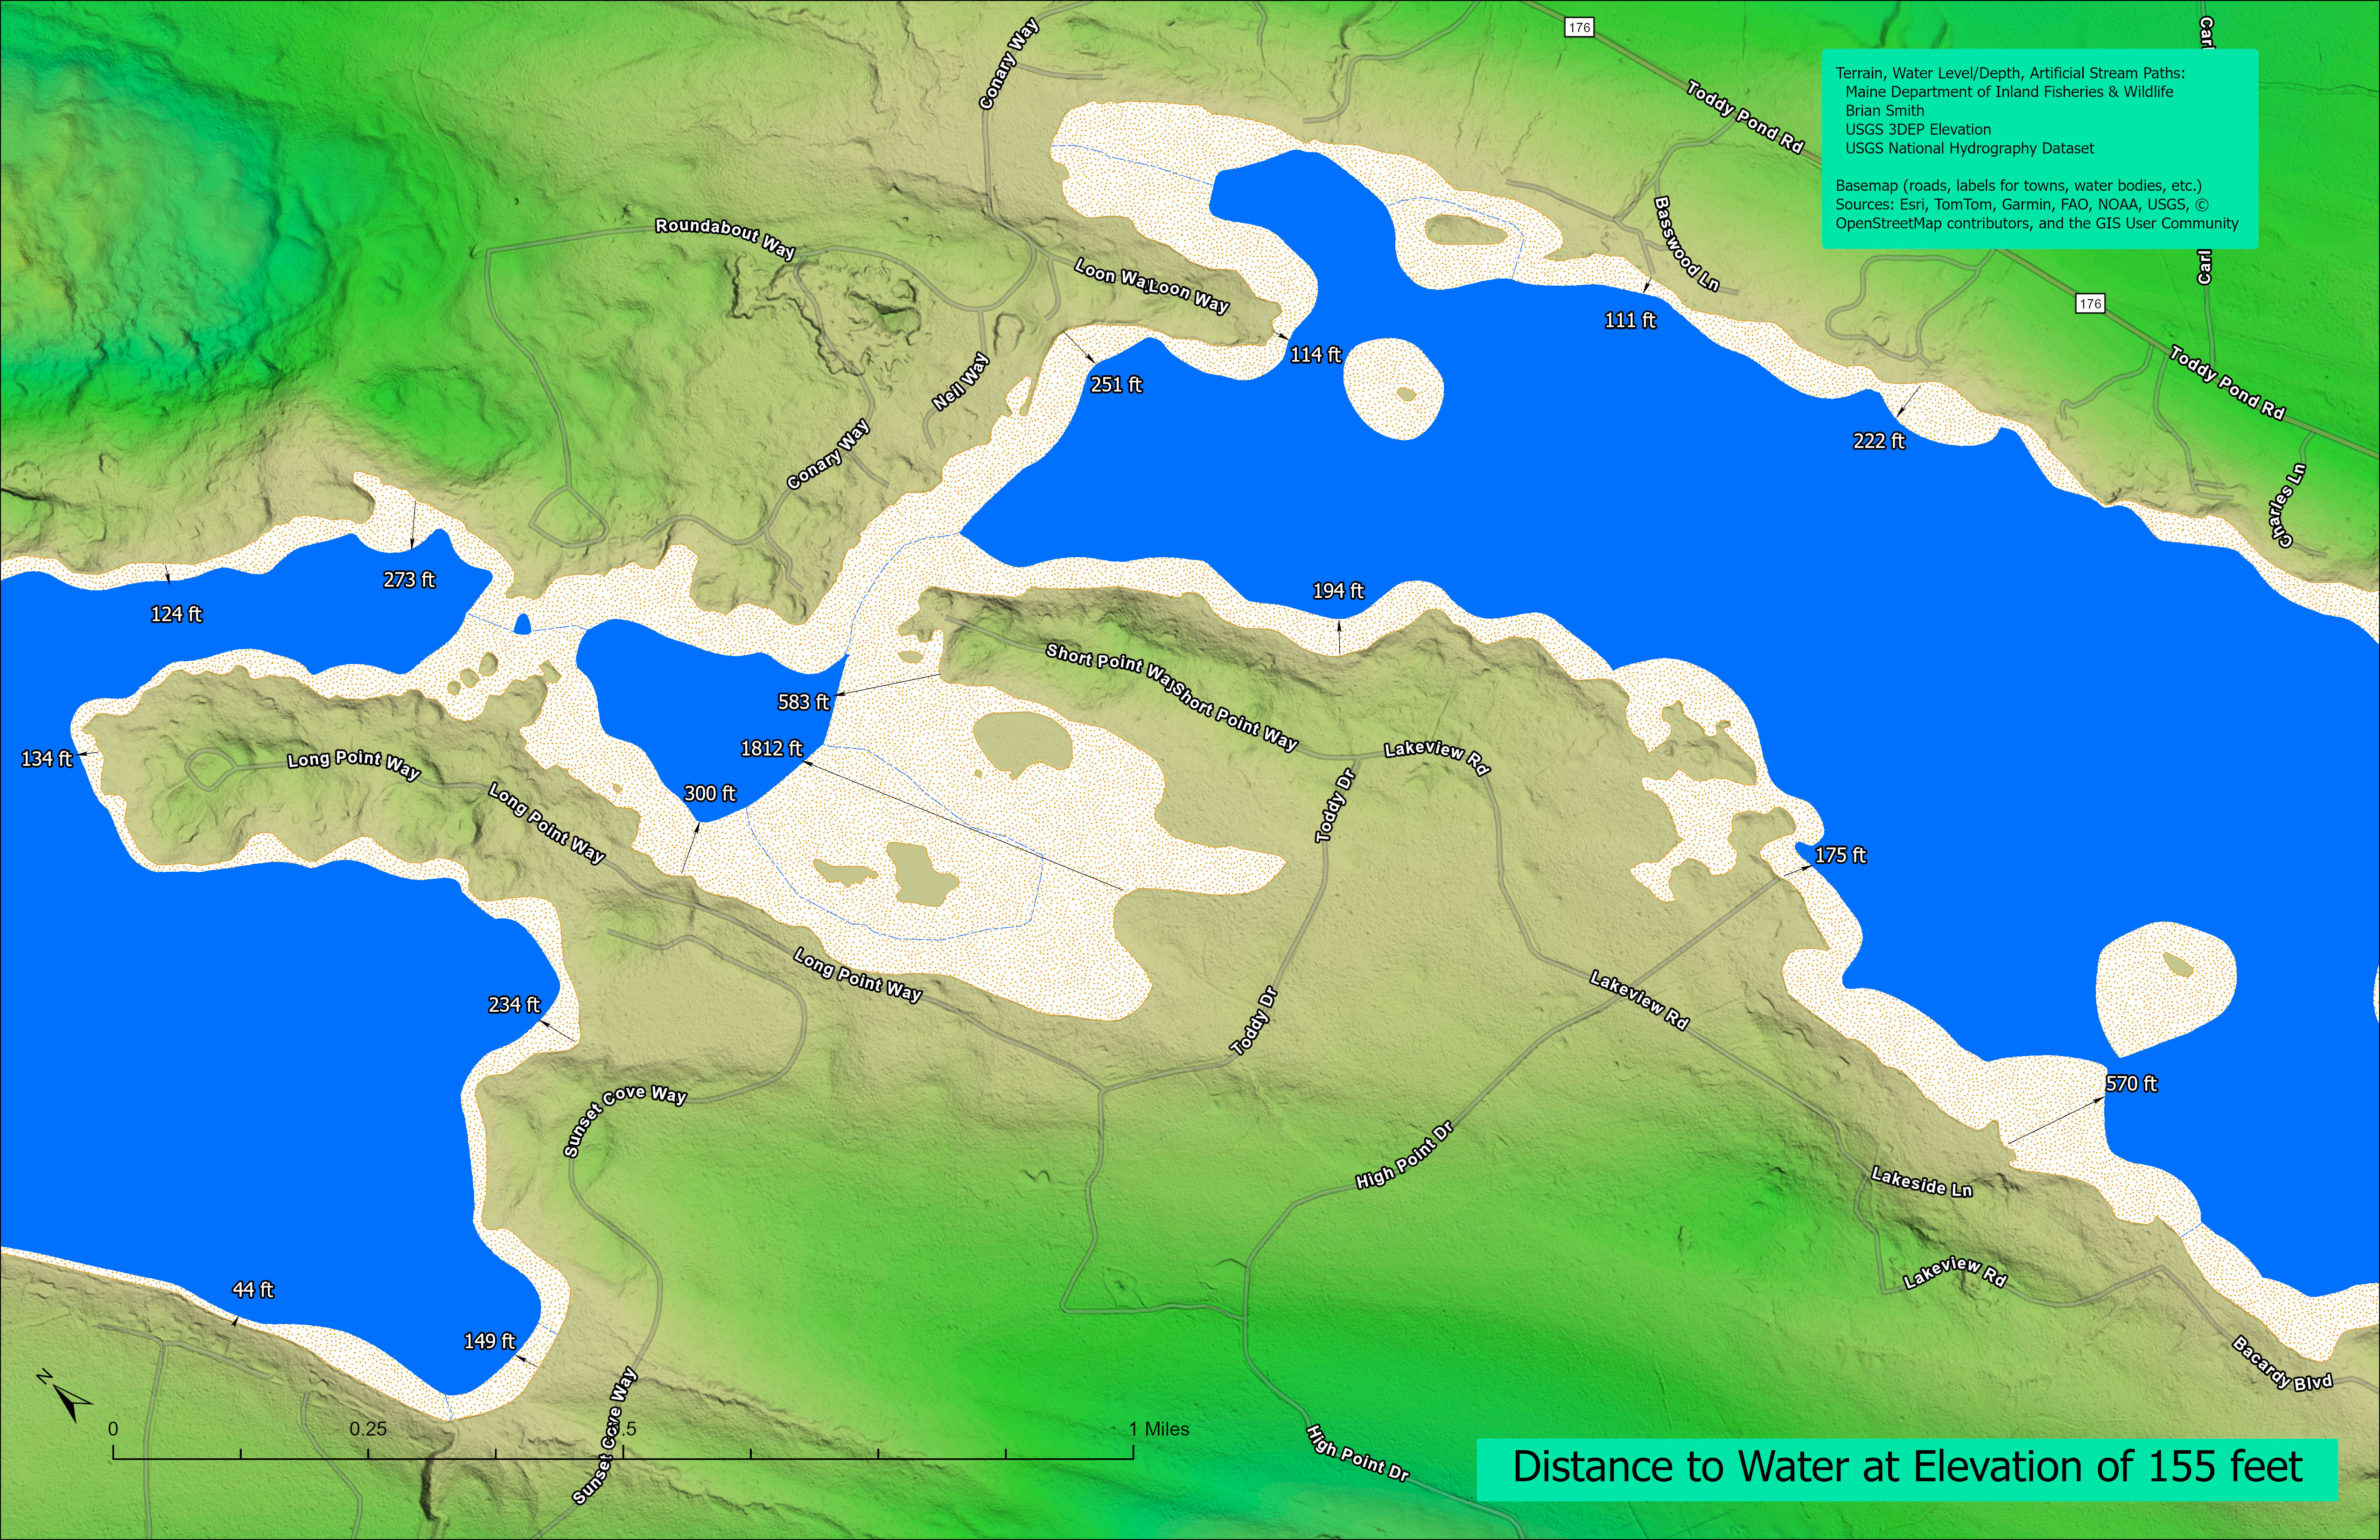 Conary Way
176
Carl
Toddy Pond Rd
Terrain, Water Level/Depth, Artificial Stream Paths:
Maine Department of Inland Fisheries & Wildlife
Brian Smith
USGS 3DEP Elevation
USGS National Hydrography Dataset
Basemap (roads, labels for towns, water bodies, etc.)
Sources: Esri, TomTom, Garmin, FAO, NOAA, USGS, ©
OpenStreetMap contributors, and the GIS User Community
Roundabout Way
Basswood Ln
Carl
Loon Wa
Loon Way
176
111 ft
114 ft
251 ft
Neil Way
Toddy Pond Rd
222 ft
Conary Way
Charles Ln
273 ft
124 ft
194 ft
Short Point Way
Short Point Way
583 ft
1812 ft
Lakeview Rd
134 ft
Long Point Way
300 ft
Long Point Way
Toddy Dr
175 ft
Long Point Way
234 ft
Lakeview Rd
Toddy Dr
Sunset Cove Way
570 ft
High Point Dr
Lakeside Ln
Lakeview Rd
44 ft
149 ft
Bacardy Blvd
N
Sunset Cove Way
0 0.25 .5 1 Miles
High Point Dr
Distance to Water at Elevation of 155 feet